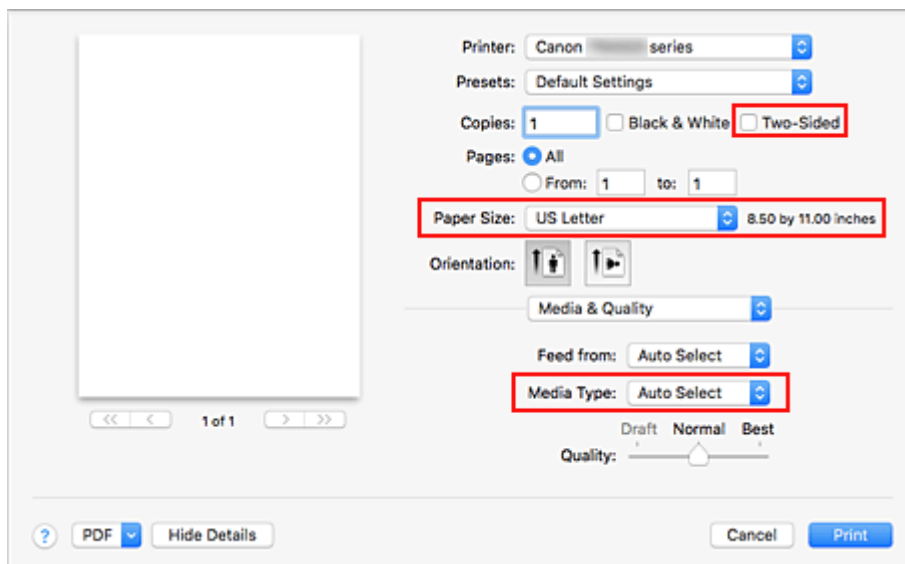 Printer: Canon series
Presets: Default Settings
Copies: 1 Black & White Two-Sided
Pages: All
From: 1 to: 1
Paper Size: US Letter 8.50 by 11.00 inches
Orientation:
Media & Quality
Feed from: Auto Select
Media Type: Auto Select
1 of 1
Draft Normal Best
Quality:
? PDF Hide Details Cancel Print